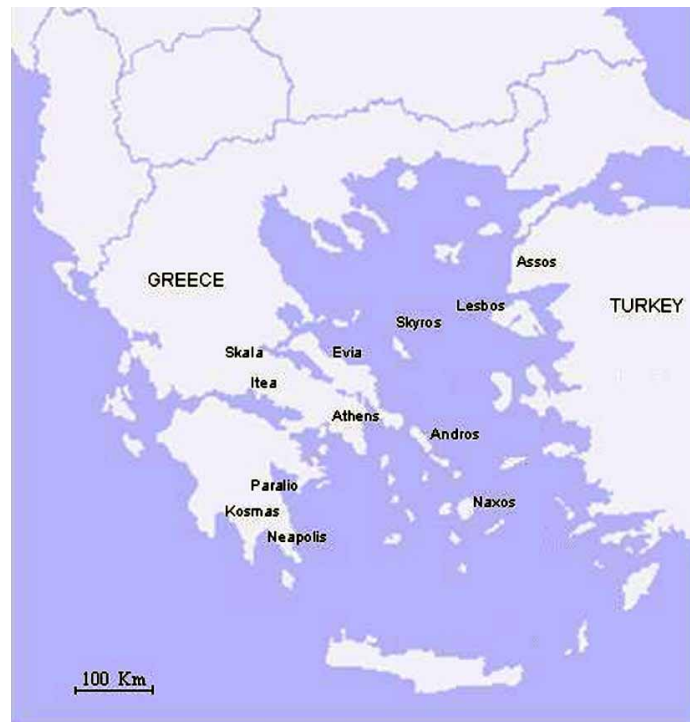 Assos
GREECE
Lesbos
TURKEY
Skyros
Skala
Evia
Itea
Athens
Andros
Paralio
Naxos
Kosmas
Neapolis
100 Km